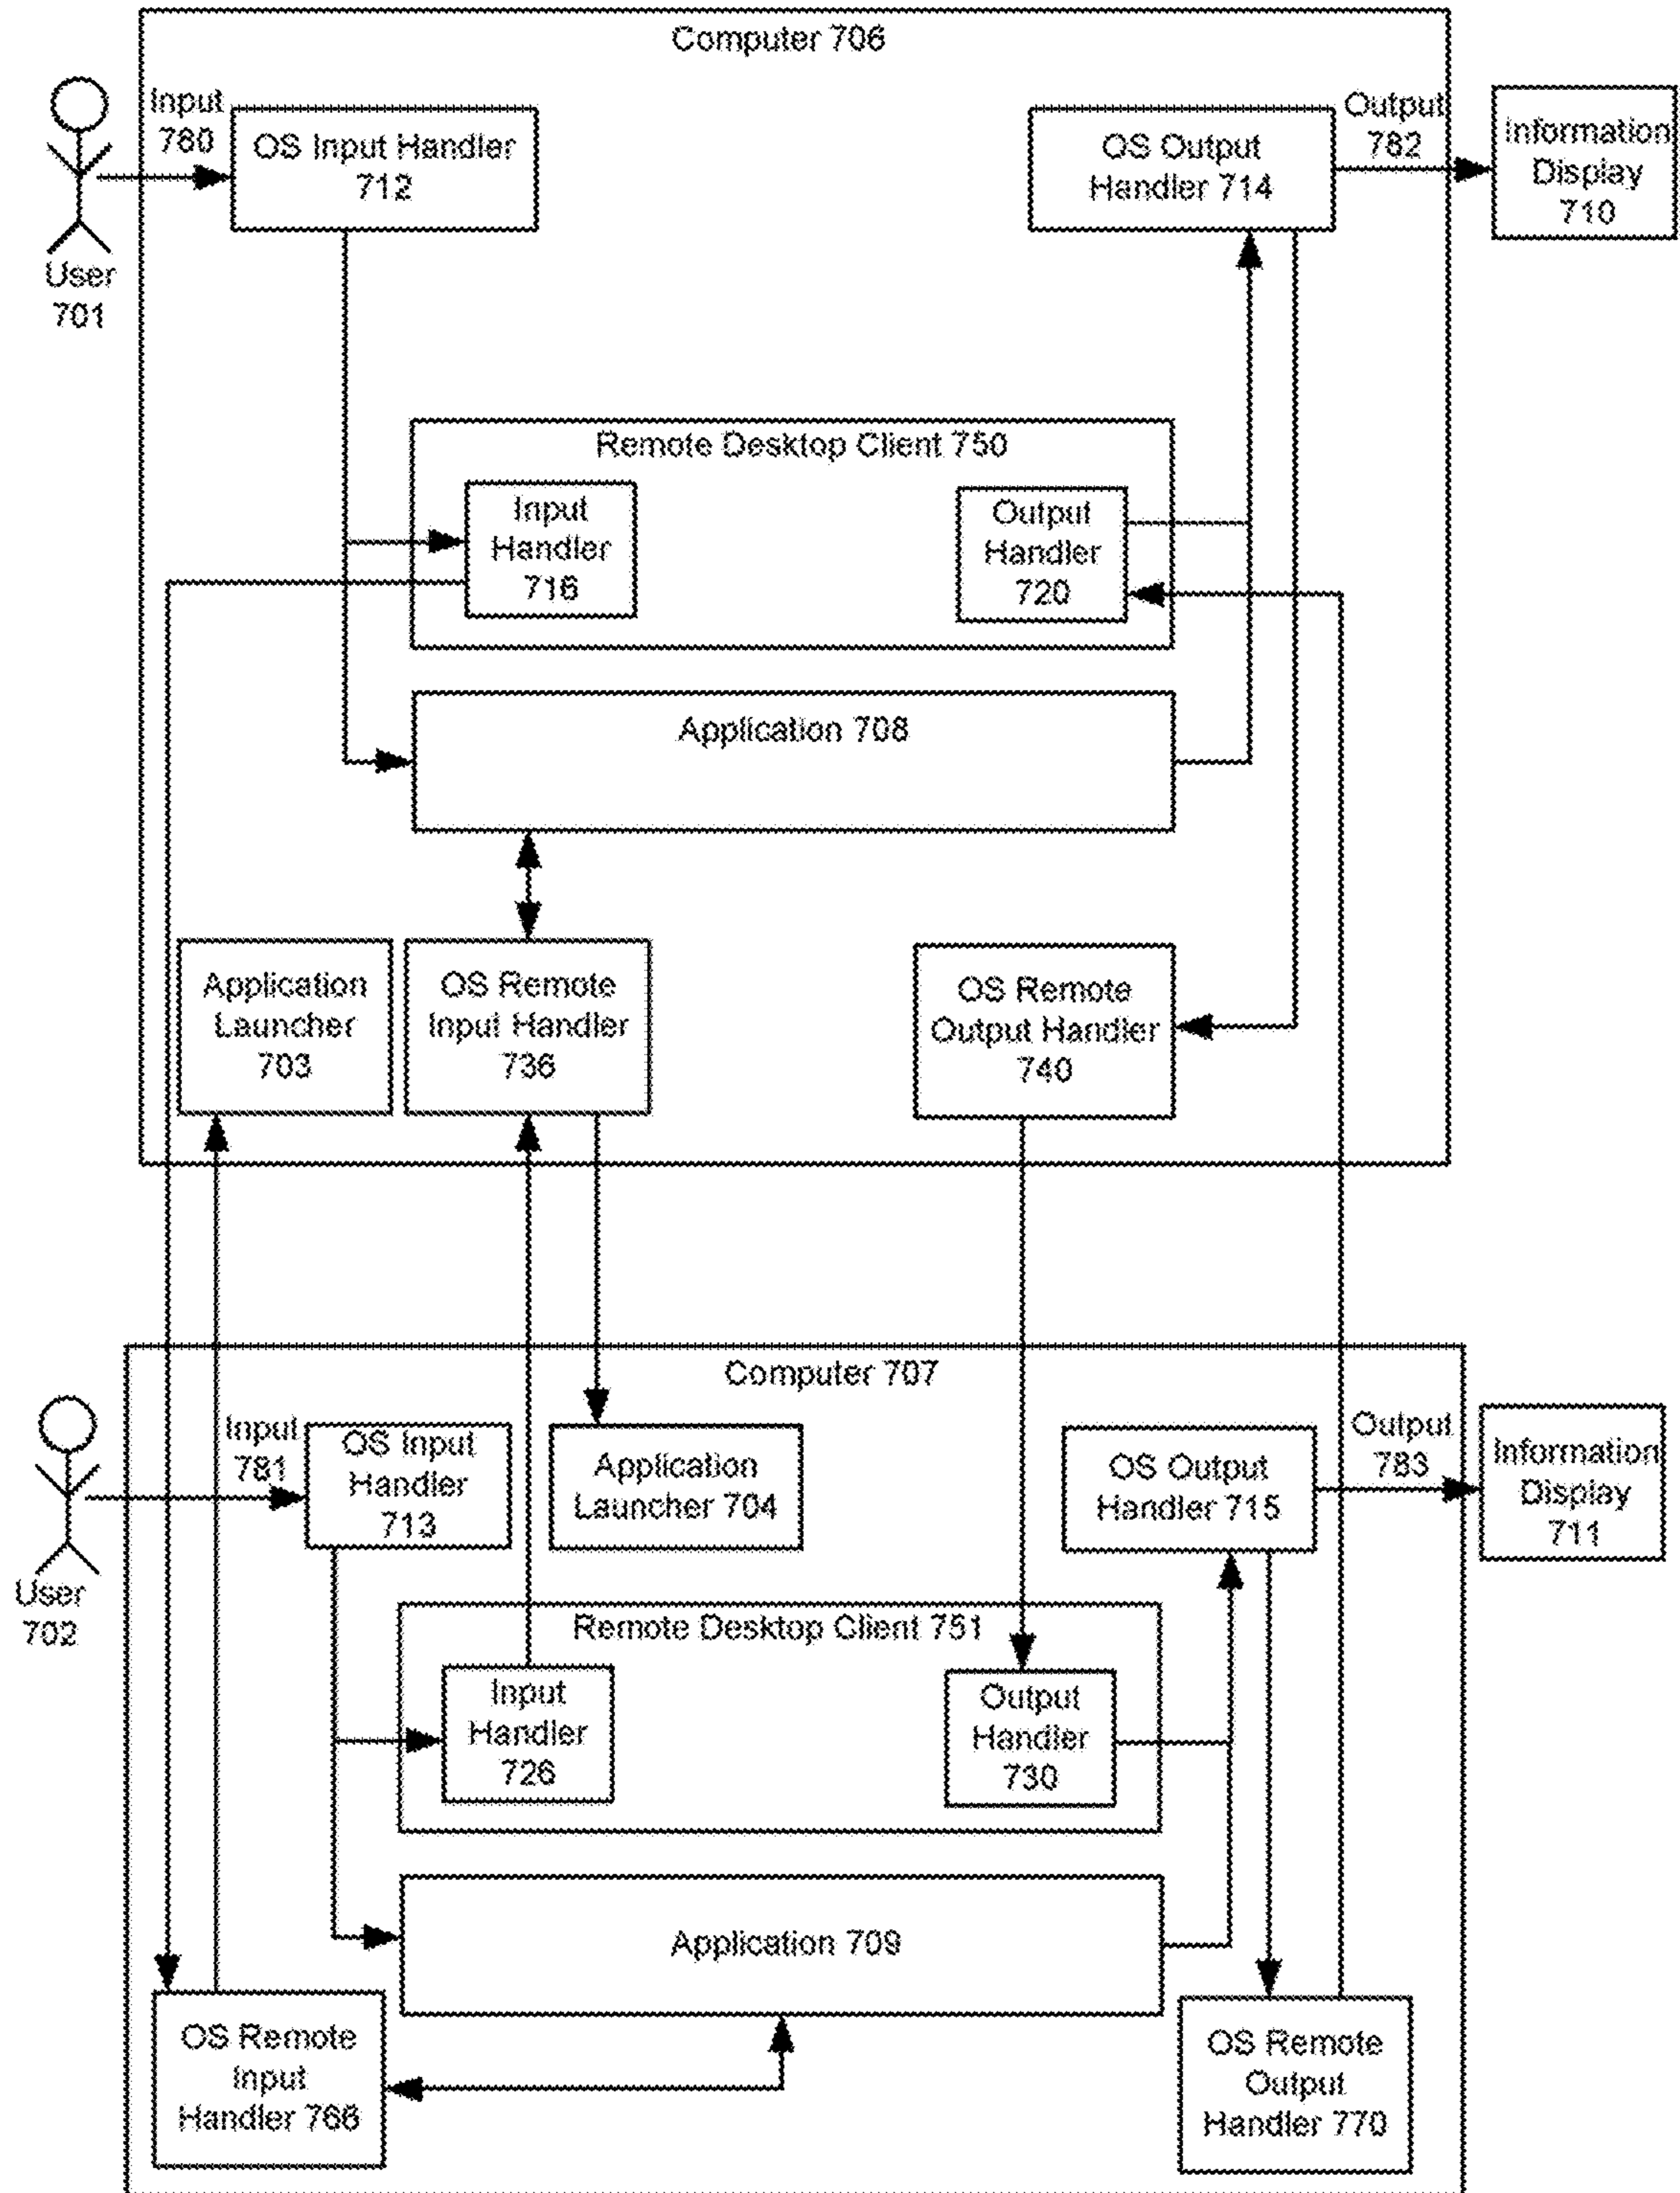 Computer 706
Input
780
OS Input Handler
712
OS Output
Handler 714
Output
782
Information
Display
710
User
701
Remote Desktop Client 750
Input
Handler
716
Output
Handler
720
Application 708
Application
Launcher
703
OS Remote
Input Handler
736
OS Remote
Output Handler
740
Computer 707
Input
781
OS Input
Handler
713
Application
Launcher 704
OS Output
Handler 715
Output
783
Information
Display
711
User
702
Remote Desktop Client 751
Input
Handler
726
Output
Handler
730
Application 709
OS Remote
Input
Handler 766
OS Remote
Output
Handler 770